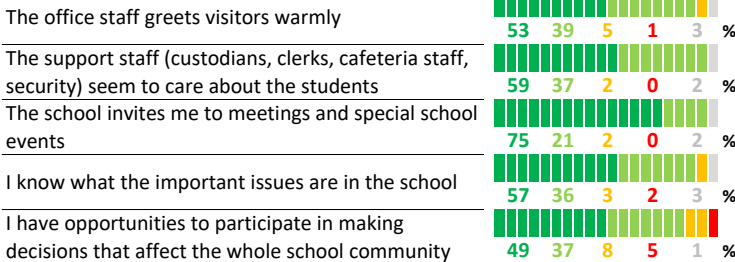 The office staff greets visitors warmly
53 39 5 1 3 %
The support staff (custodians, clerks, cafeteria staff,
security) seem to care about the students
59 37 2 0 2 %
The school invites me to meetings and special school
events
75 21 2 0 2 %
I know what the important issues are in the school
57 36 3 2 3 %
I have opportunities to participate in making
decisions that affect the whole school community
49 37 8 5 1 %